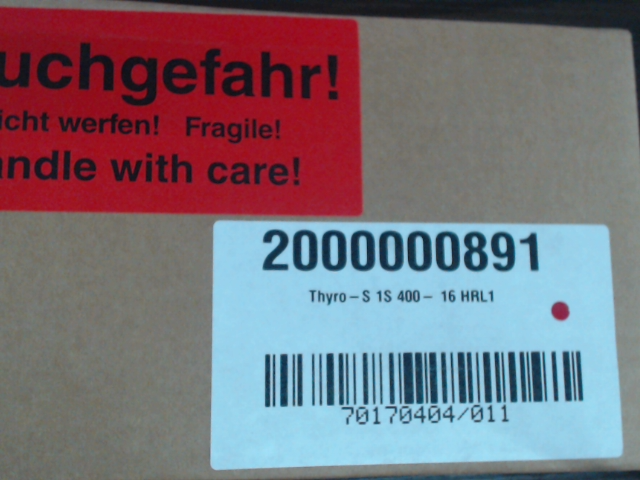 uchgefahr!
icht werfen! Fragile!
andle with care!
2000000891
Thyro-S 1S 400- 16 HRL1
70170404/011